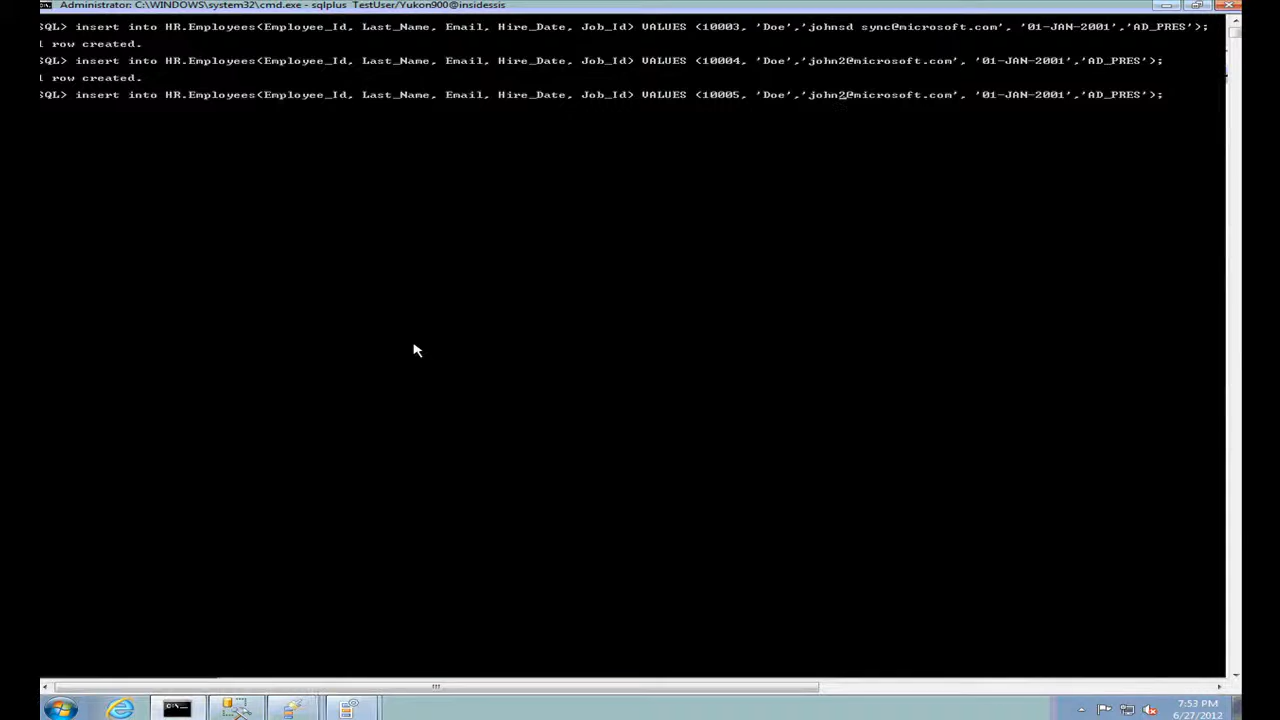 Administrator: C:\WINDOWS\system32\cmd.exe - sqlplus TestUser/Yukon900@insidessis
SQL> insert into HR.Employees(Employee_Id, Last_Name, Email, Hire_Date, Job_Id) VALUES (10003, 'Doe','johnsd sync@microsoft.com', '01-JAN-2001','AD_PRES');
1 row created.
SQL> insert into HR.Employees(Employee_Id, Last_Name, Email, Hire_Date, Job_Id) VALUES (10004, 'Doe','john2@microsoft.com', '01-JAN-2001','AD_PRES');
1 row created.
SQL> insert into HR.Employees(Employee_Id, Last_Name, Email, Hire_Date, Job_Id) VALUES (10005, 'Doe','john2@microsoft.com', '01-JAN-2001','AD_PRES');
7:53 PM
6/27/2012